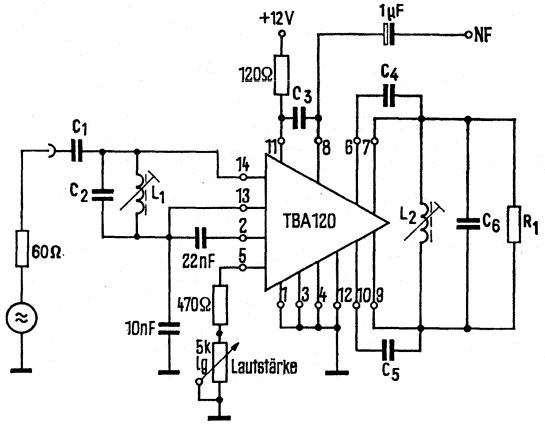 1µF
+12V
NF
120Ω
C3
C4
C1
11
8
6
7
14
C2
L1
13
TBA120
L2
C6
R1
2
60Ω
22nF
5
470Ω
1
3
4
12
10
9
10nF
5k
lg
Lautstärke
C5